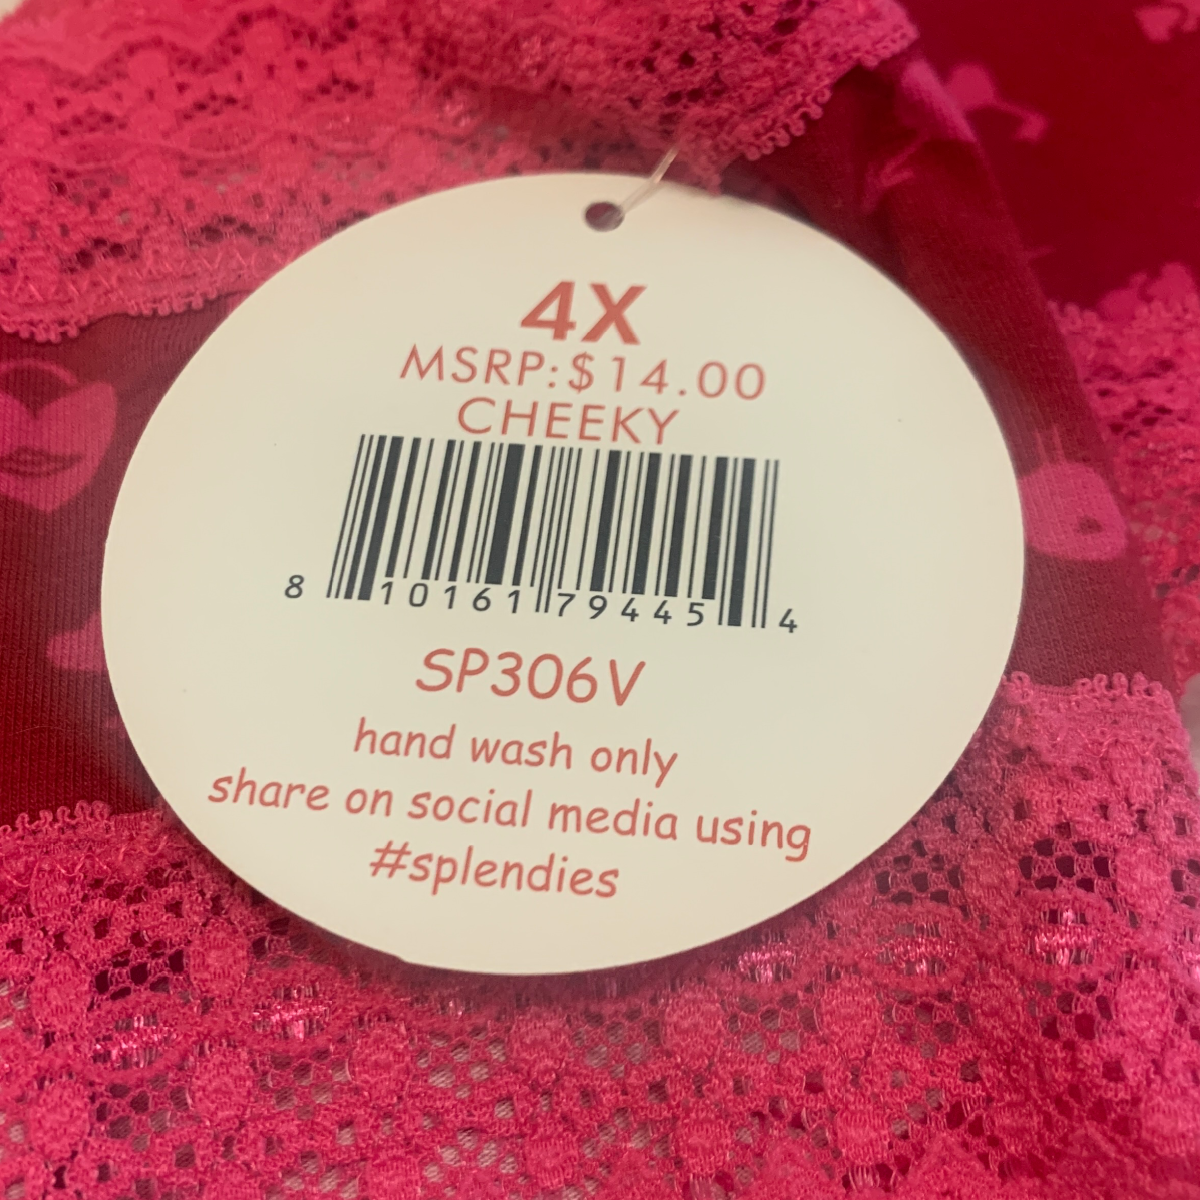 4X
MSRP:$14.00
CHEEKY
8 10161 79445 4
SP306V
hand wash only
share on social media using
#splendies